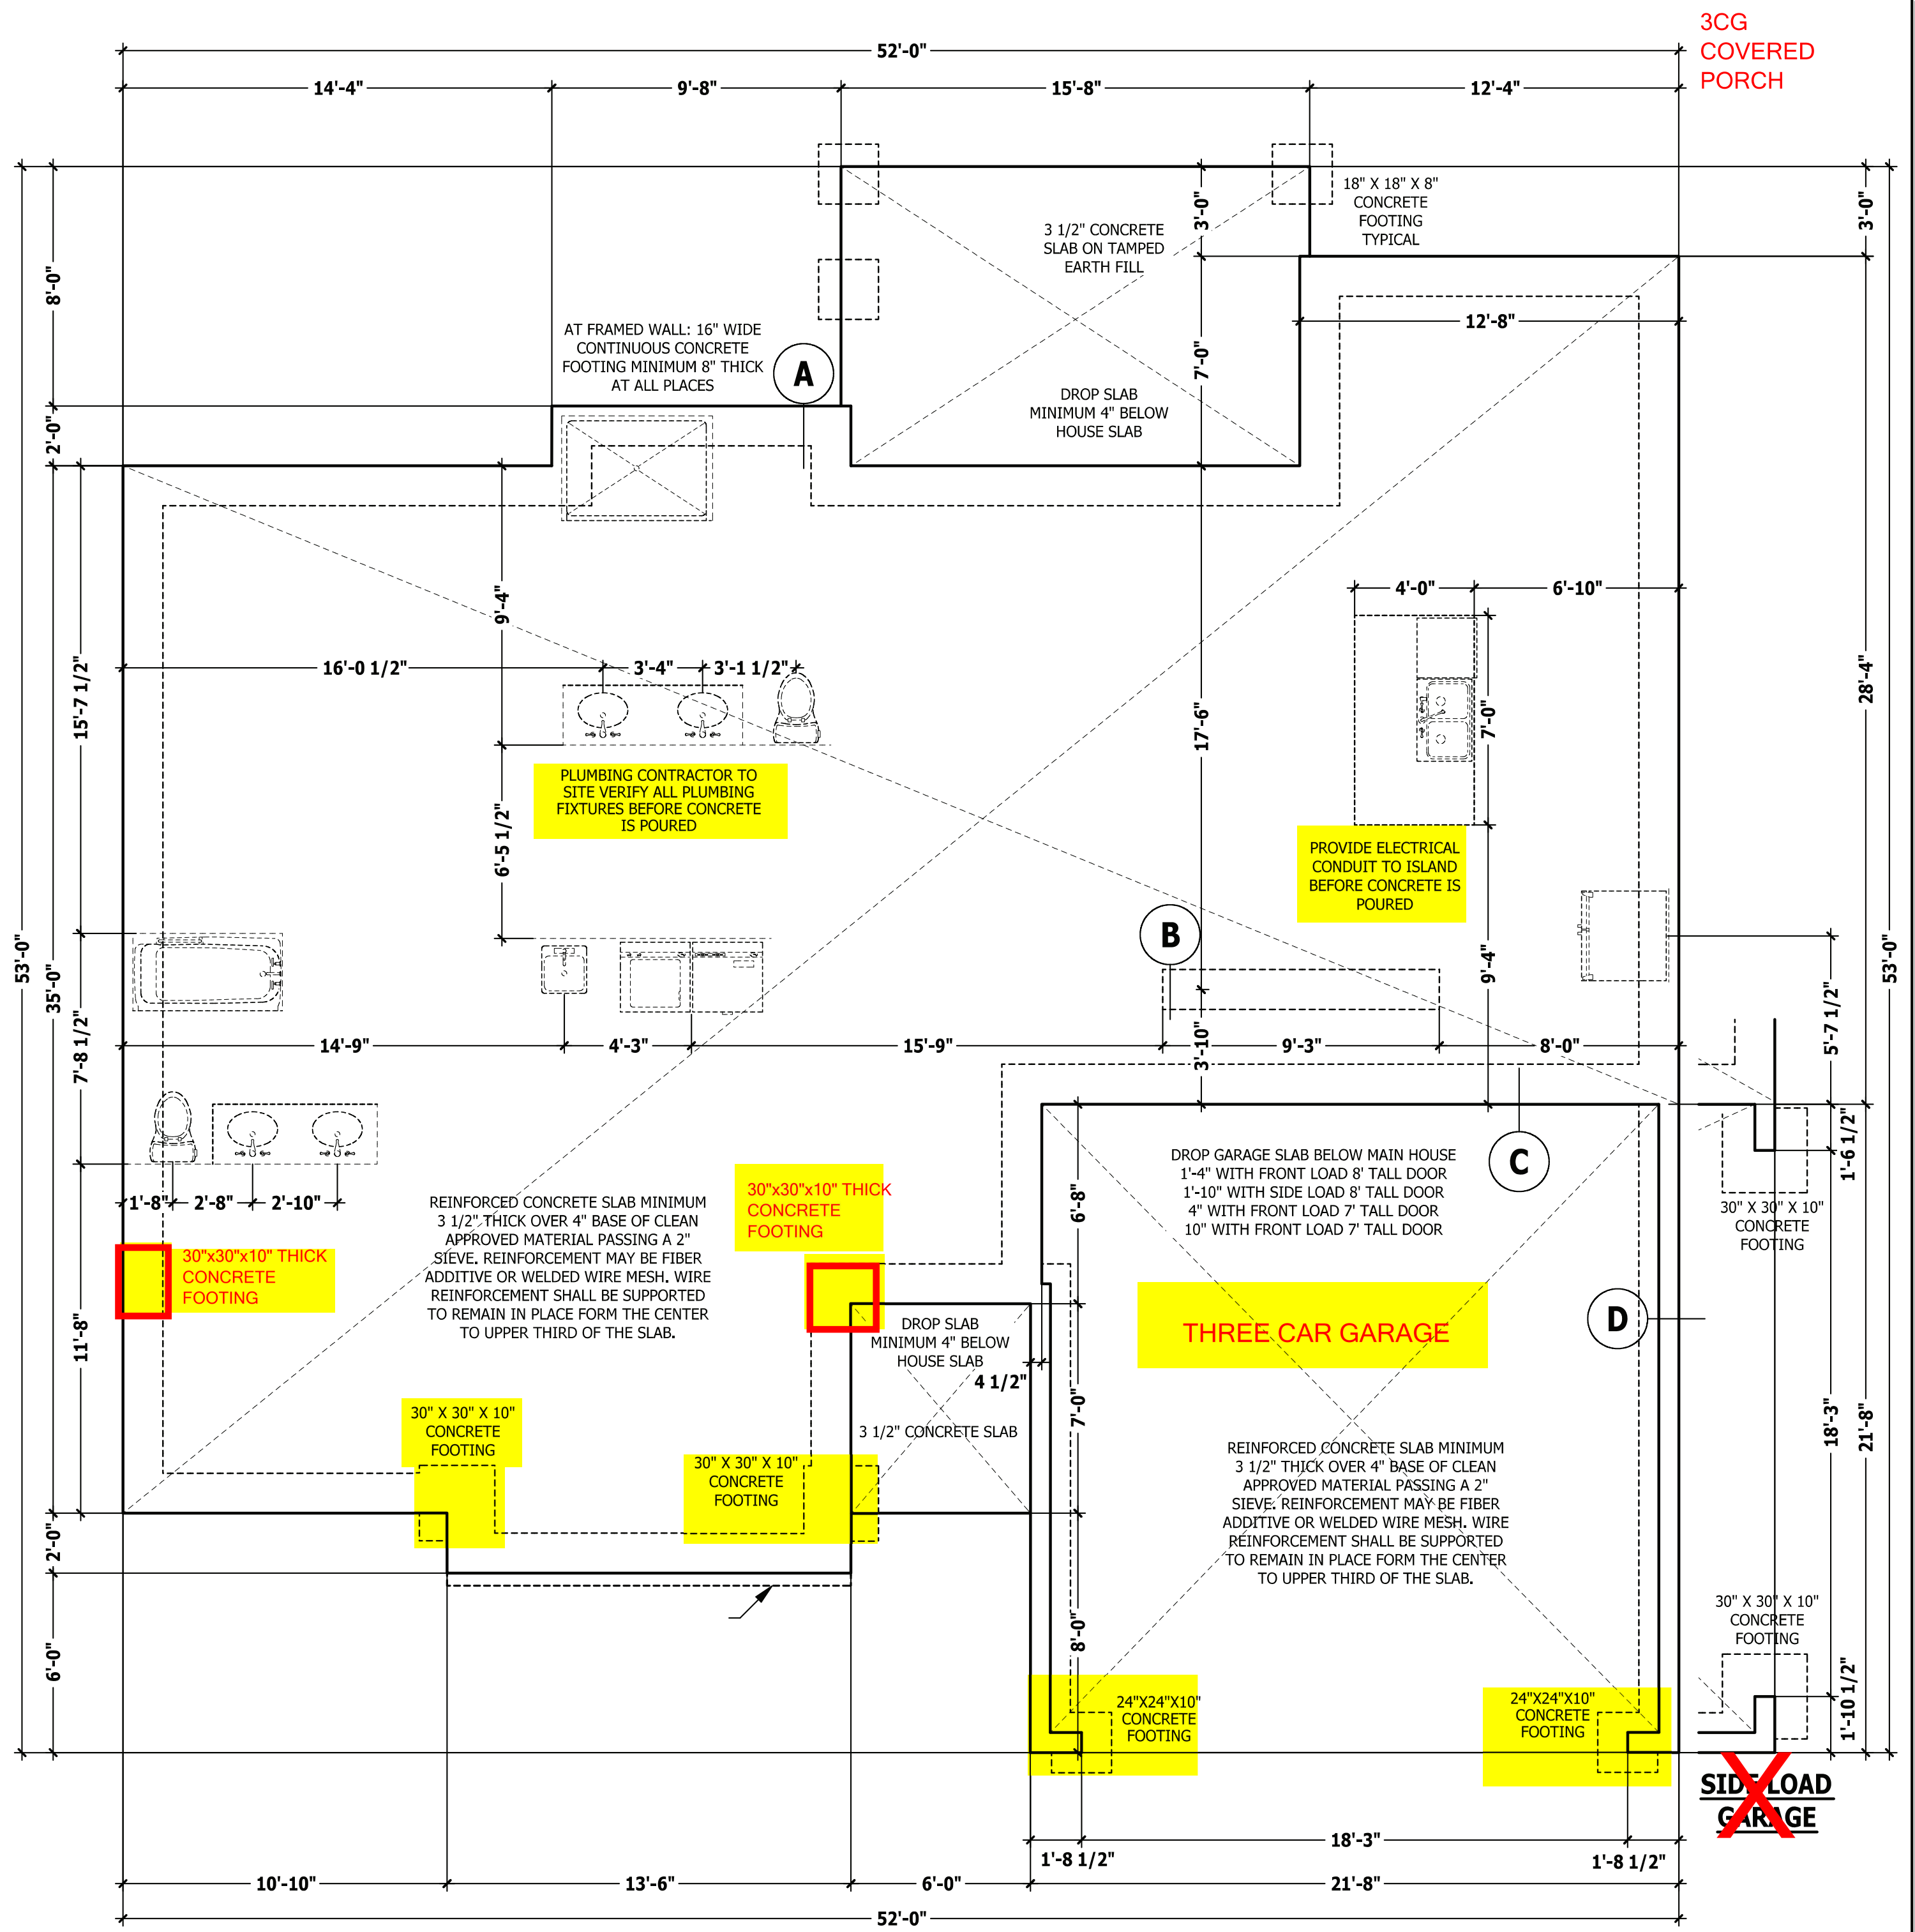 3CG
COVERED
PORCH
52'-0"
14'-4"
9'-8"
15'-8"
12'-4"
18" X 18" X 8"
CONCRETE
FOOTING
TYPICAL
3'-0"
3'-0"
3 1/2" CONCRETE
SLAB ON TAMPED
EARTH FILL
8'-0"
AT FRAMED WALL: 16" WIDE
CONTINUOUS CONCRETE
FOOTING MINIMUM 8" THICK
AT ALL PLACES
A
12'-8"
7'-0"
DROP SLAB
MINIMUM 4" BELOW
HOUSE SLAB
2'-0"
9'-4"
4'-0"
6'-10"
16'-0 1/2"
3'-4"
3'-1 1/2"
15'-7 1/2"
17'-6"
7'-0"
28'-4"
PLUMBING CONTRACTOR TO
SITE VERIFY ALL PLUMBING
FIXTURES BEFORE CONCRETE
IS POURED
6'-5 1/2"
PROVIDE ELECTRICAL
CONDUIT TO ISLAND
BEFORE CONCRETE IS
POURED
B
53'-0"
35'-0"
9'-4"
53'-0"
5'-7 1/2"
7'-8 1/2"
14'-9"
4'-3"
15'-9"
3'-10"
9'-3"
8'-0"
1'-6 1/2"
DROP GARAGE SLAB BELOW MAIN HOUSE
1'-4" WITH FRONT LOAD 8' TALL DOOR
1'-10" WITH SIDE LOAD 8' TALL DOOR
4" WITH FRONT LOAD 7' TALL DOOR
10" WITH FRONT LOAD 7' TALL DOOR
C
1'-8"
2'-8"
2'-10"
6'-8"
30" X 30" X 10"
CONCRETE
FOOTING
REINFORCED CONCRETE SLAB MINIMUM
3 1/2" THICK OVER 4" BASE OF CLEAN
APPROVED MATERIAL PASSING A 2"
SIEVE. REINFORCEMENT MAY BE FIBER
ADDITIVE OR WELDED WIRE MESH. WIRE
REINFORCEMENT SHALL BE SUPPORTED
TO REMAIN IN PLACE FORM THE CENTER
TO UPPER THIRD OF THE SLAB.
30"x30"x10" THICK
CONCRETE
FOOTING
30"x30"x10" THICK
CONCRETE
FOOTING
D
THREE CAR GARAGE
11'-8"
DROP SLAB
MINIMUM 4" BELOW
HOUSE SLAB
4 1/2"
7'-0"
3 1/2" CONCRETE SLAB
30" X 30" X 10"
CONCRETE
FOOTING
30" X 30" X 10"
CONCRETE
FOOTING
REINFORCED CONCRETE SLAB MINIMUM
3 1/2" THICK OVER 4" BASE OF CLEAN
APPROVED MATERIAL PASSING A 2"
SIEVE. REINFORCEMENT MAY BE FIBER
ADDITIVE OR WELDED WIRE MESH. WIRE
REINFORCEMENT SHALL BE SUPPORTED
TO REMAIN IN PLACE FORM THE CENTER
TO UPPER THIRD OF THE SLAB.
18'-3"
21'-8"
2'-0"
6'-0"
8'-0"
30" X 30" X 10"
CONCRETE
FOOTING
1'-10 1/2"
24"X24"X10"
CONCRETE
FOOTING
24"X24"X10"
CONCRETE
FOOTING
SIDE LOAD
GARAGE
X
18'-3"
1'-8 1/2"
1'-8 1/2"
10'-10"
13'-6"
6'-0"
21'-8"
52'-0"